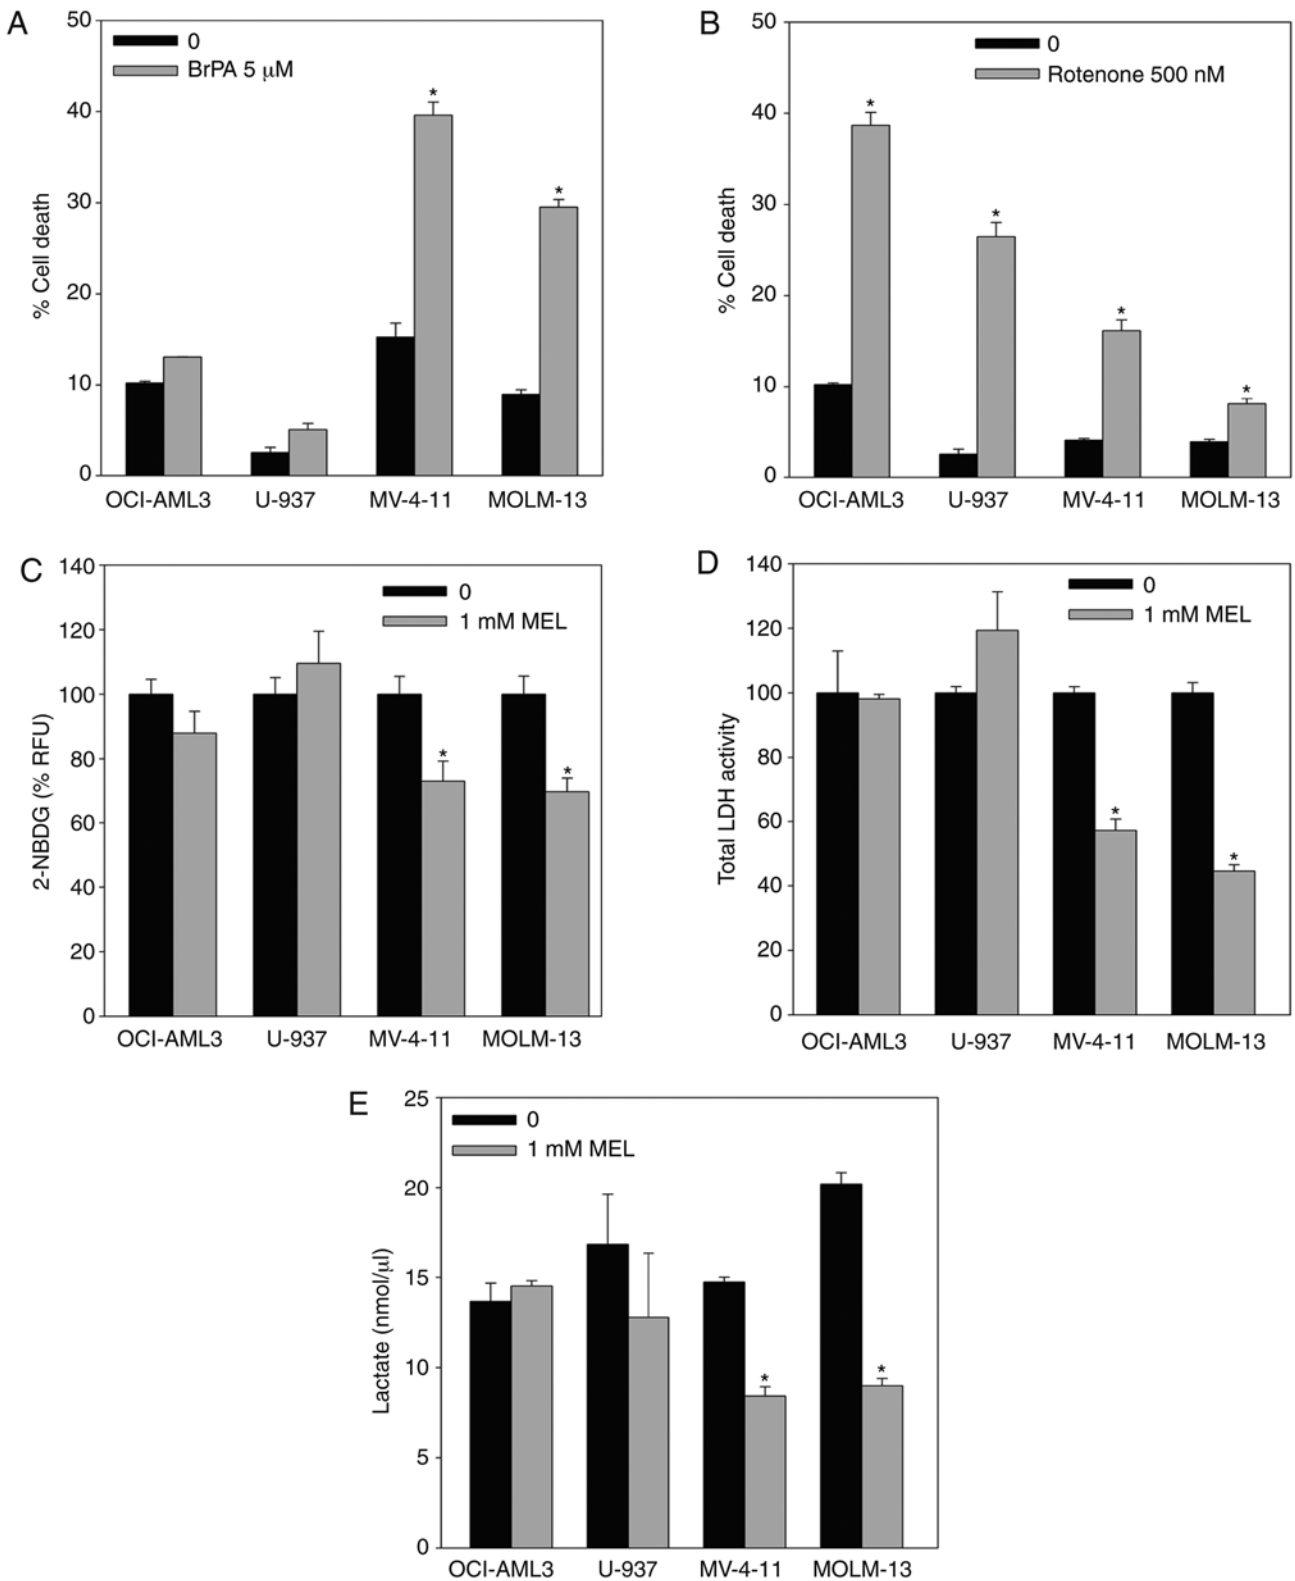 A
50
40
30
20
10
0
% Cell death
0
BrPA 5 μM
*
*
OCI-AML3 U-937 MV-4-11 MOLM-13
B
50
40
30
20
10
0
% Cell death
0
Rotenone 500 nM
*
*
*
*
OCI-AML3 U-937 MV-4-11 MOLM-13
C
140
120
100
80
60
40
20
0
2-NBDG (% RFU)
0
1 mM MEL
*
*
OCI-AML3 U-937 MV-4-11 MOLM-13
D
140
120
100
80
60
40
20
0
Total LDH activity
0
1 mM MEL
*
*
OCI-AML3 U-937 MV-4-11 MOLM-13
E
25
20
15
10
5
0
Lactate (nmol/μl)
0
1 mM MEL
*
*
OCI-AML3 U-937 MV-4-11 MOLM-13